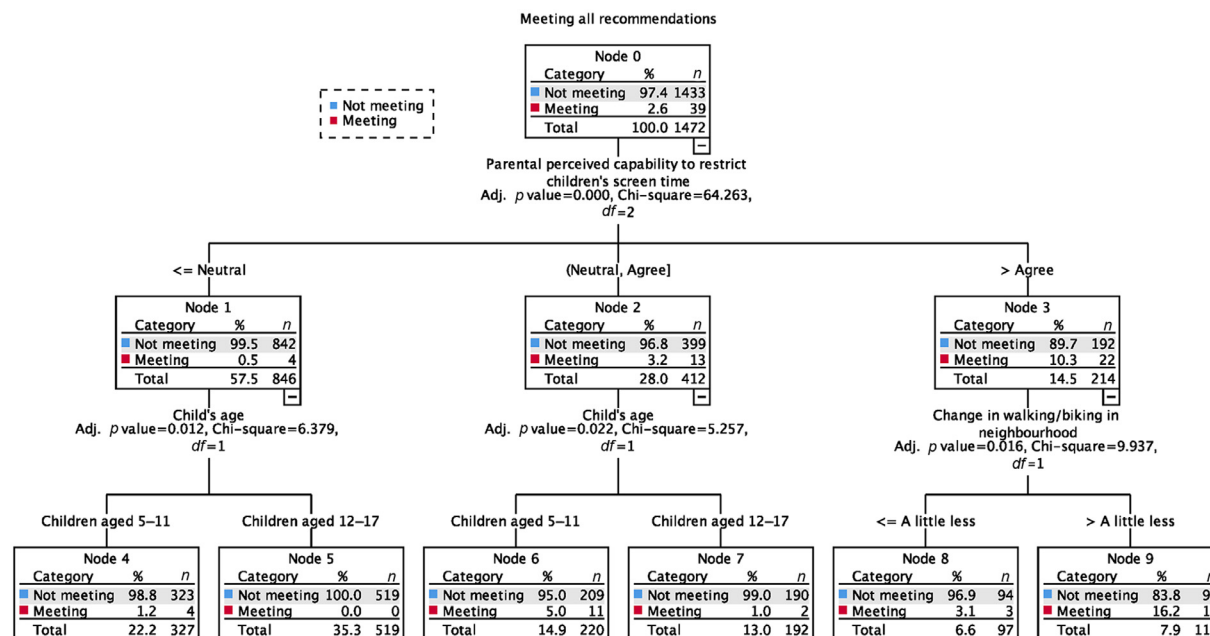 Meeting all recommendations
Not meeting
Meeting
Node 0
Category % n
Not meeting 97.4 1433
Meeting 2.6 39
Total 100.0 1472
Parental perceived capability to restrict
children's screen time
Adj. p value=0.000, Chi-square=64.263,
df=2
<= Neutral
(Neutral, Agree]
> Agree
Node 1
Category % n
Not meeting 99.5 842
Meeting 0.5 4
Total 57.5 846
Child's age
Adj. p value=0.012, Chi-square=6.379,
df=1
Node 2
Category % n
Not meeting 96.8 399
Meeting 3.2 13
Total 28.0 412
Child's age
Adj. p value=0.022, Chi-square=5.257,
df=1
Node 3
Category % n
Not meeting 89.7 192
Meeting 10.3 22
Total 14.5 214
Change in walking/biking in
neighbourhood
Adj. p value=0.016, Chi-square=9.937,
df=1
Children aged 5–11
Children aged 12–17
Children aged 5–11
Children aged 12–17
<= A little less
> A little less
Node 4
Category % n
Not meeting 98.8 323
Meeting 1.2 4
Total 22.2 327
Node 5
Category % n
Not meeting 100.0 519
Meeting 0.0 0
Total 35.3 519
Node 6
Category % n
Not meeting 95.0 209
Meeting 5.0 11
Total 14.9 220
Node 7
Category % n
Not meeting 99.0 190
Meeting 1.0 2
Total 13.0 192
Node 8
Category % n
Not meeting 96.9 94
Meeting 3.1 3
Total 6.6 97
Node 9
Category %
Not meeting 83.8
Meeting 16.2
Total 7.9